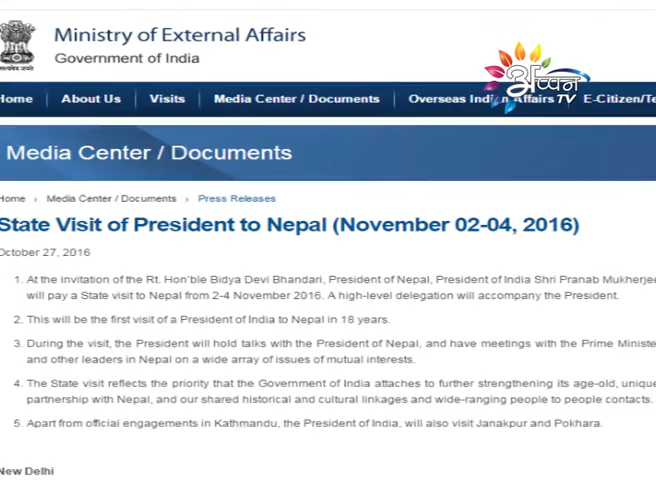 Ministry of External Affairs
Government of India
सत्यमेव जयते
अप्पन
TV
Home About Us Visits Media Center / Documents Overseas Indian Affairs E-Citizen/Te
Media Center / Documents
Home › Media Center / Documents › Press Releases
State Visit of President to Nepal (November 02-04, 2016)
October 27, 2016
1. At the invitation of the Rt. Hon'ble Bidya Devi Bhandari, President of Nepal, President of India Shri Pranab Mukherjee
will pay a State visit to Nepal from 2-4 November 2016. A high-level delegation will accompany the President.
2. This will be the first visit of a President of India to Nepal in 18 years.
3. During the visit, the President will hold talks with the President of Nepal, and have meetings with the Prime Ministe
and other leaders in Nepal on a wide array of issues of mutual interests.
4. The State visit reflects the priority that the Government of India attaches to further strengthening its age-old, unique
partnership with Nepal, and our shared historical and cultural linkages and wide-ranging people to people contacts.
5. Apart from official engagements in Kathmandu, the President of India, will also visit Janakpur and Pokhara.
New Delhi